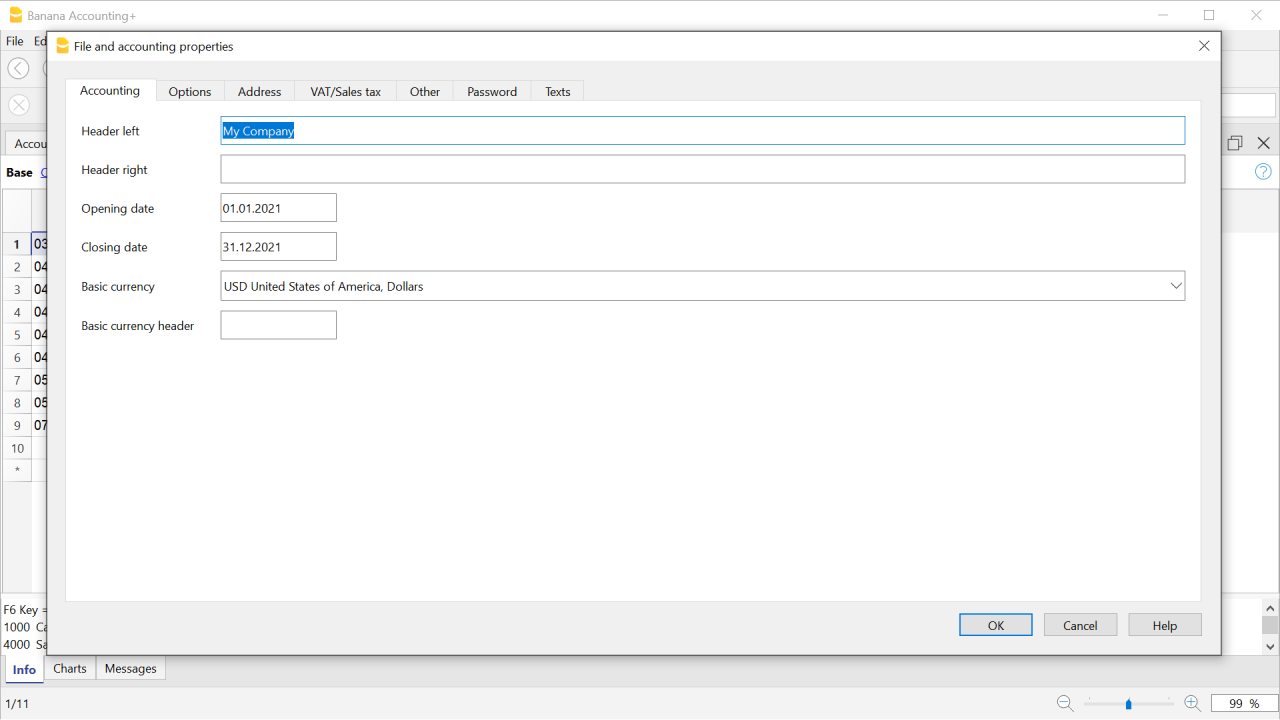 Banana Accounting+
File Ed
File and accounting properties
Accounting Options Address VAT/Sales tax Other Password Texts
Header left My Company
Header right
Opening date 01.01.2021
Closing date 31.12.2021
Basic currency USD United States of America, Dollars
Basic currency header
OK Cancel Help
Accou
Base
1 03
2 04
3 04
4 04
5 04
6 04
7 05
8 05
9 07
10
*
F6 Key =
1000 Ca
4000 Sa
Info Charts Messages
1/11
99 %